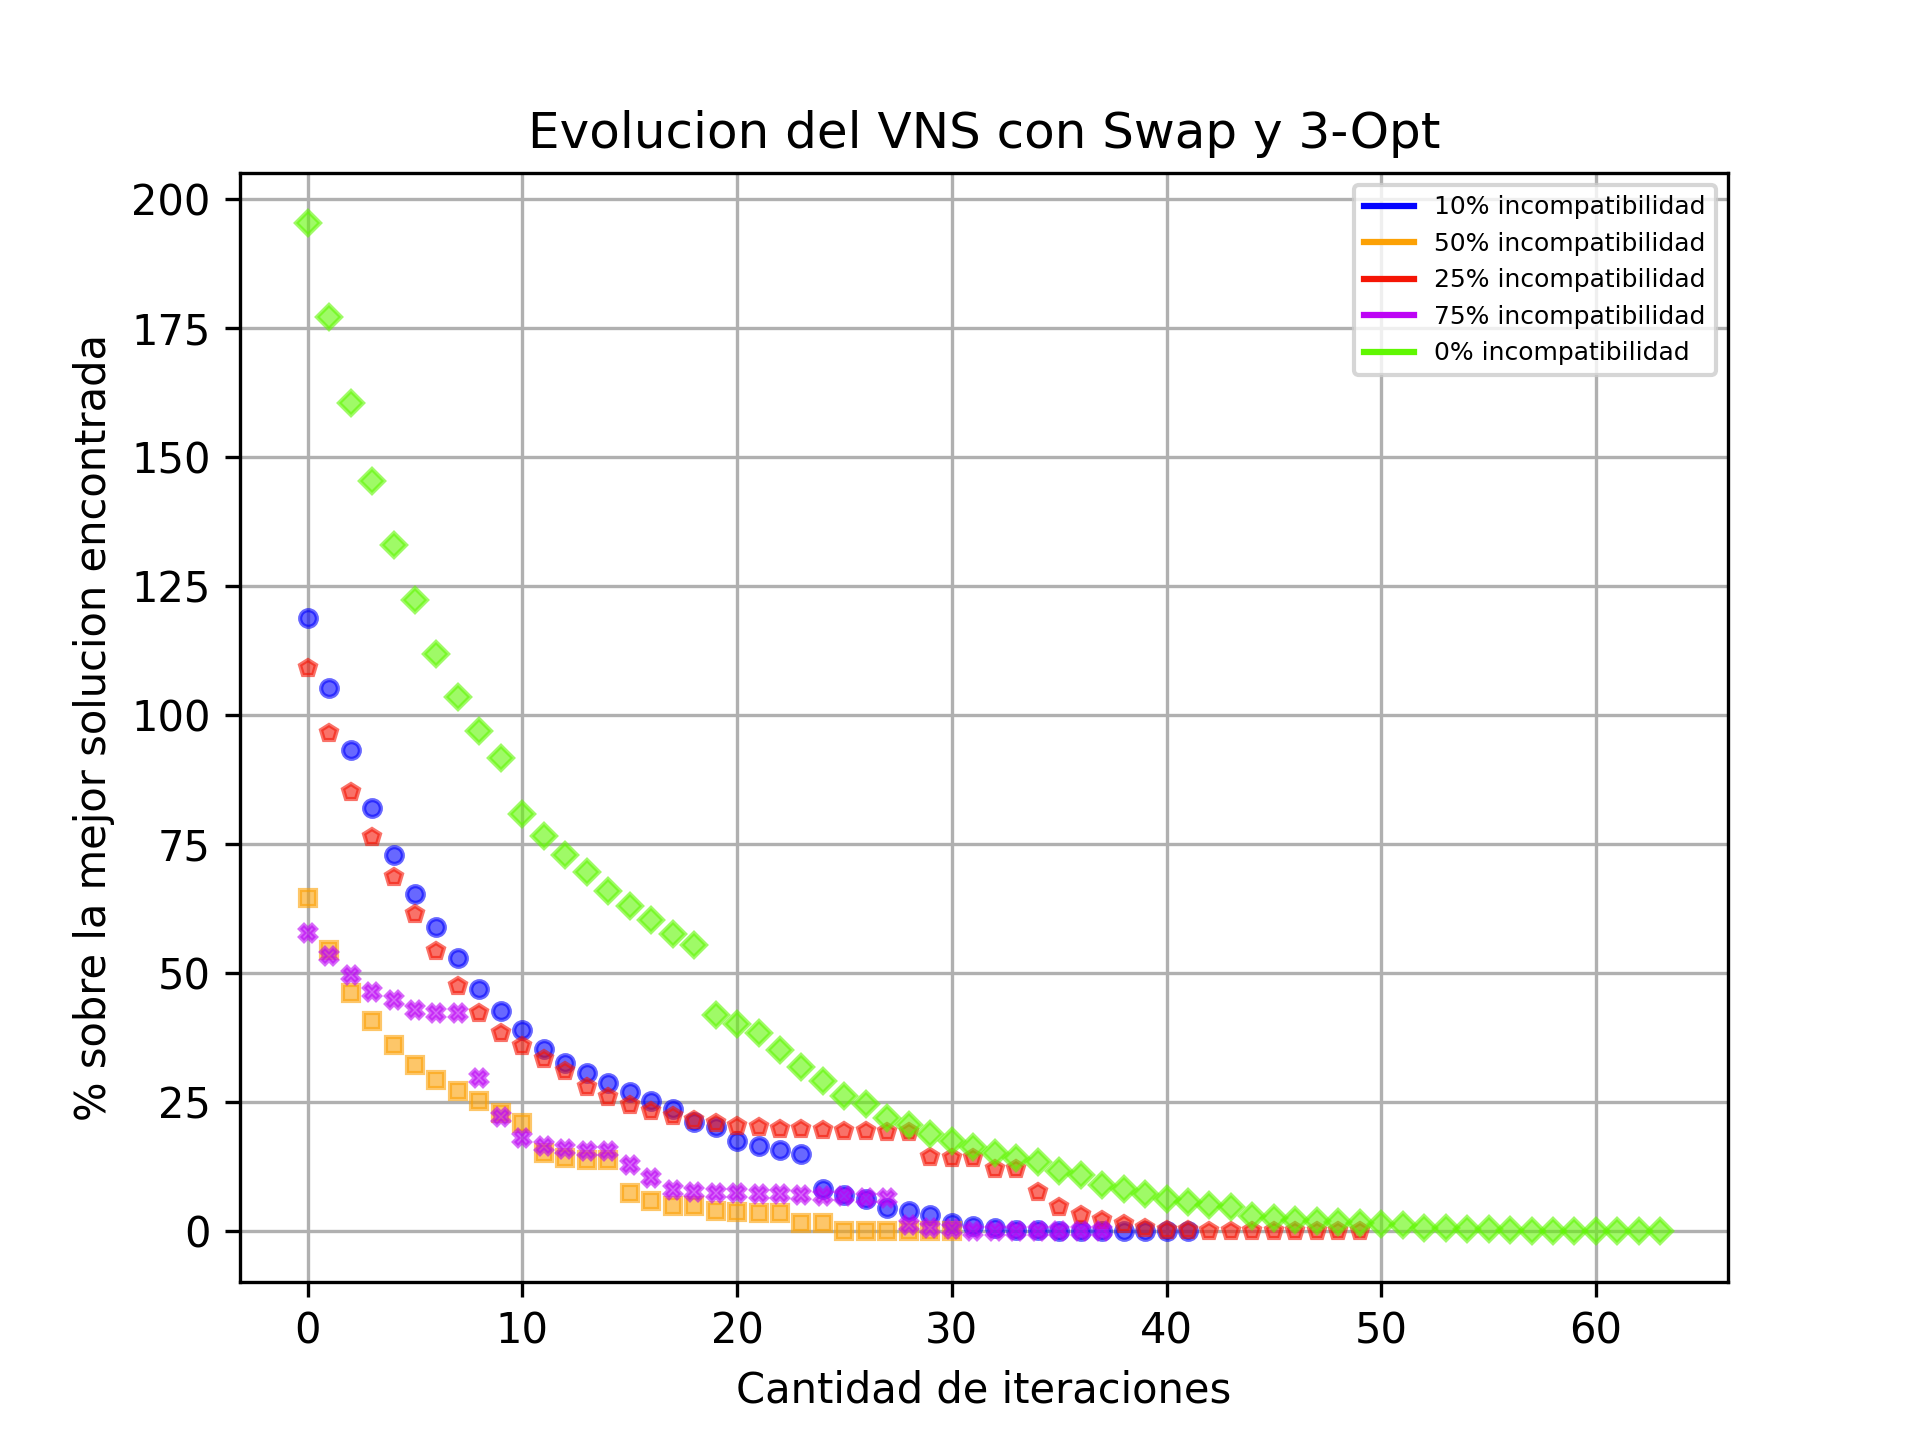 Evolucion del VNS con Swap y 3-Opt
200
175
150
125
100
75
50
25
0
% sobre la mejor solucion encontrada
10% incompatibilidad
50% incompatibilidad
25% incompatibilidad
75% incompatibilidad
0% incompatibilidad
0 10 20 30 40 50 60
Cantidad de iteraciones